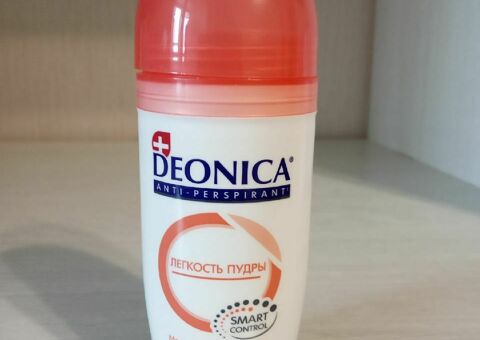 DEONICA®
ANTI-PERSPIRANT
ЛЕГКОСТЬ ПУДРЫ
SMART
CONTROL